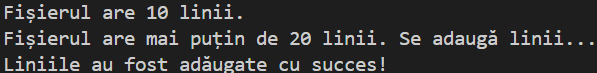 Fișierul are 10 linii.
Fișierul are mai puțin de 20 linii. Se adaugă linii...
Liniile au fost adăugate cu succes!